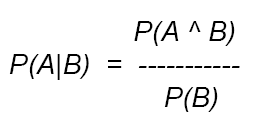 P(A ^ B)
P(A|B) = -----------
P(B)